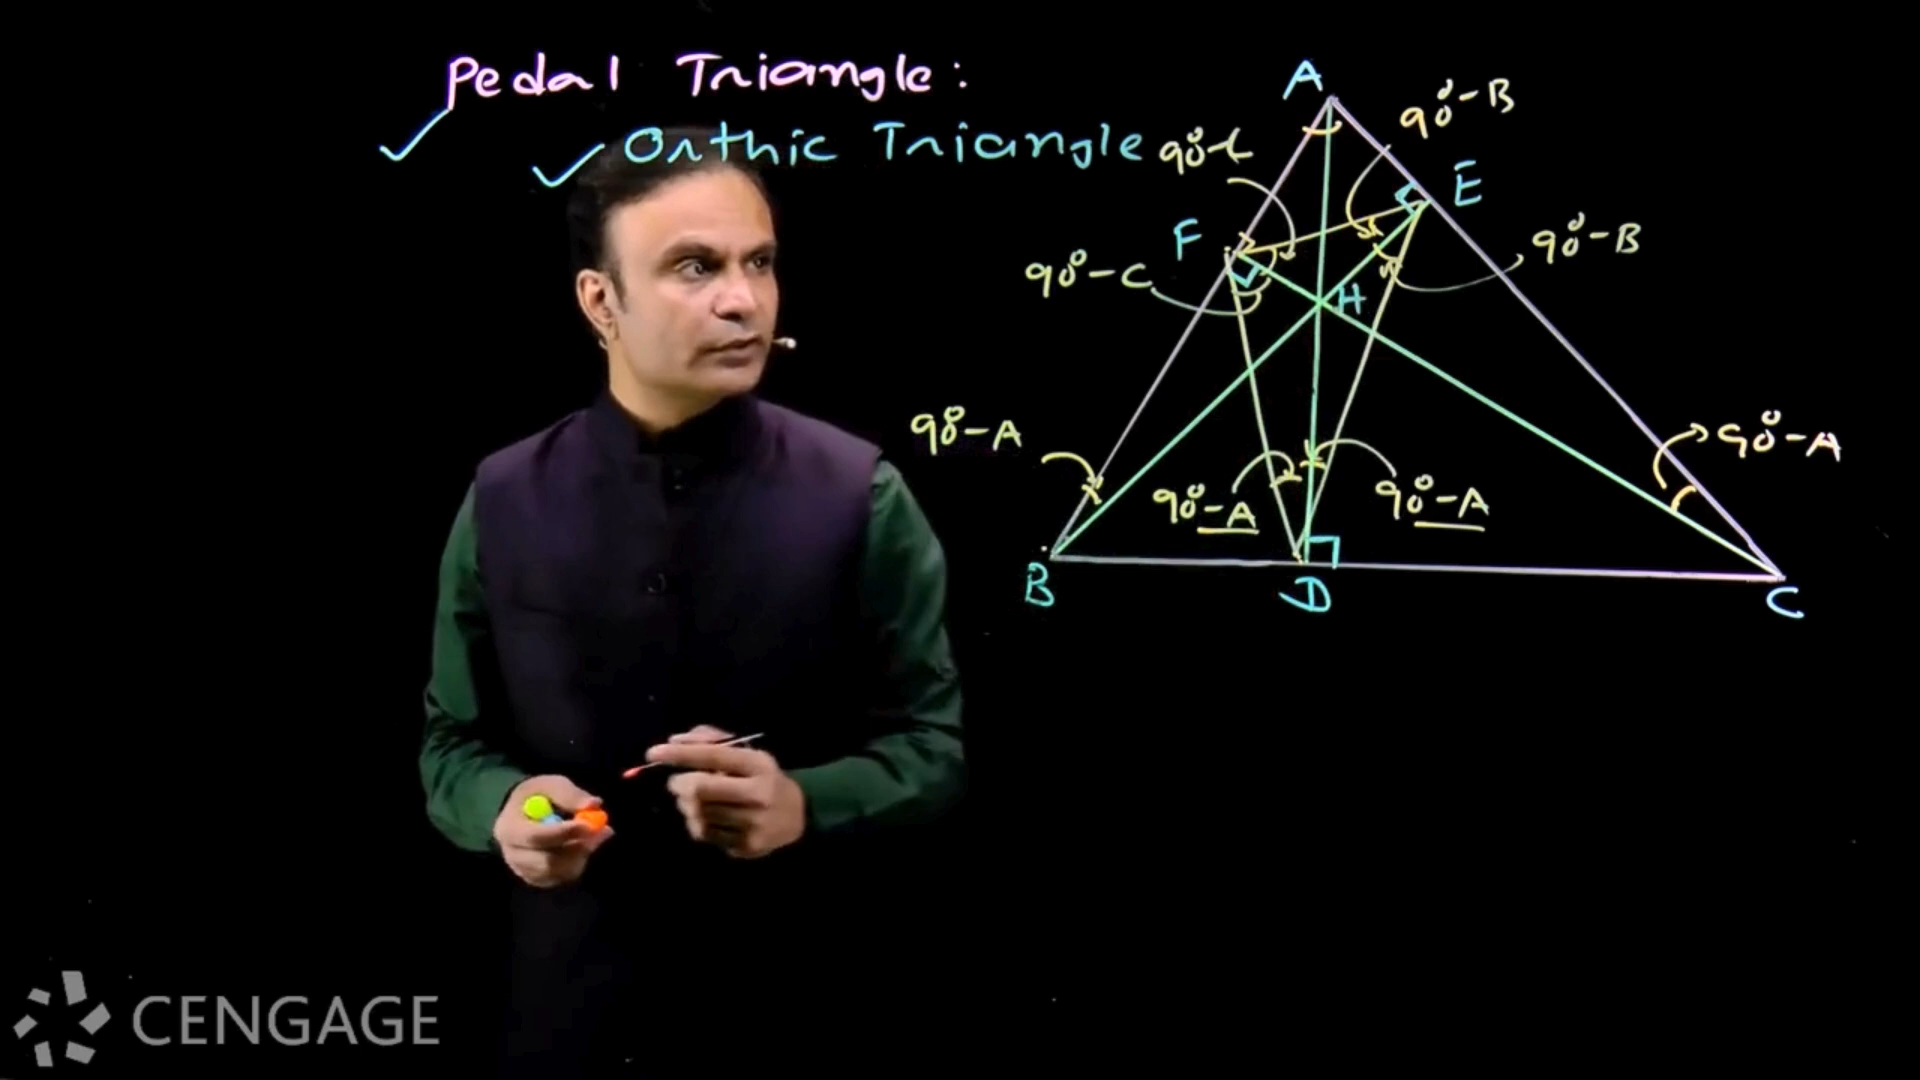 Pedal Triangle:
Orthic Triangle
A
90°-B
90°-C
E
F
90°-B
90°-C
H
90°-A
90°-A
90°-A
90°-A
B
D
C
CENGAGE